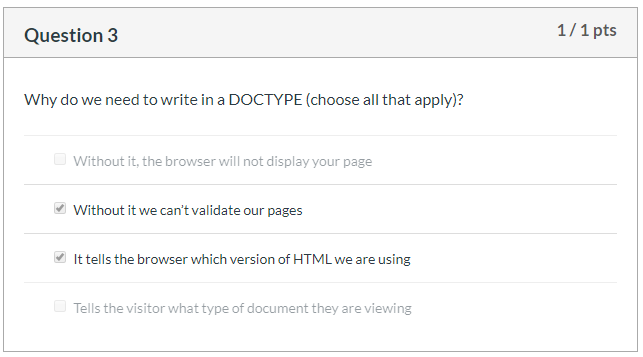 Question 3
1 / 1 pts
Why do we need to write in a DOCTYPE (choose all that apply)?
Without it, the browser will not display your page
Without it we can't validate our pages
It tells the browser which version of HTML we are using
Tells the visitor what type of document they are viewing